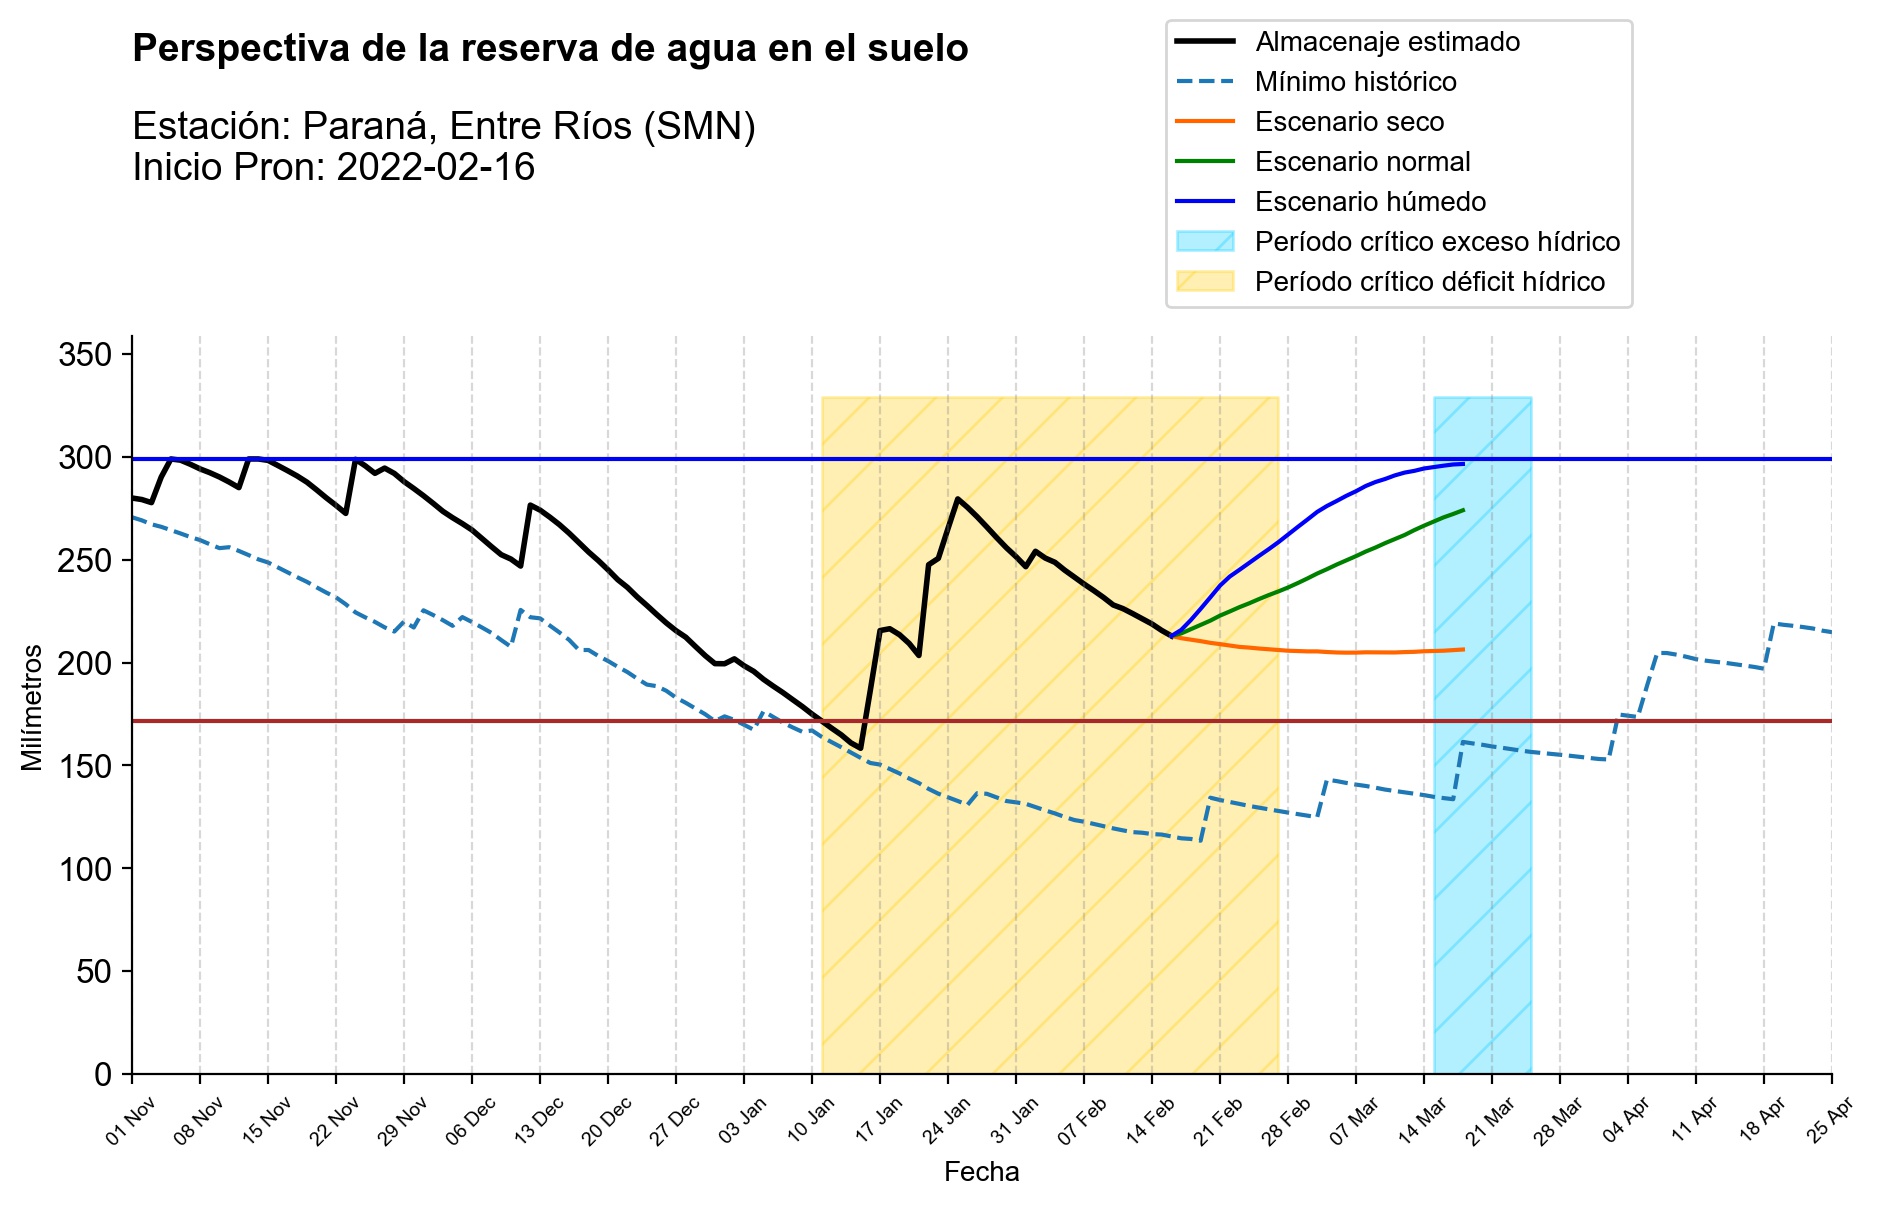 Perspectiva de la reserva de agua en el suelo
Estación: Paraná, Entre Ríos (SMN)
Inicio Pron: 2022-02-16
Almacenaje estimado
Mínimo histórico
Escenario seco
Escenario normal
Escenario húmedo
Período crítico exceso hídrico
Período crítico déficit hídrico
350
300
250
200
150
100
50
0
Milímetros
01 Nov
08 Nov
15 Nov
22 Nov
29 Nov
06 Dec
13 Dec
20 Dec
27 Dec
03 Jan
10 Jan
17 Jan
24 Jan
31 Jan
07 Feb
14 Feb
21 Feb
28 Feb
07 Mar
14 Mar
21 Mar
28 Mar
04 Apr
11 Apr
18 Apr
25 Apr
Fecha